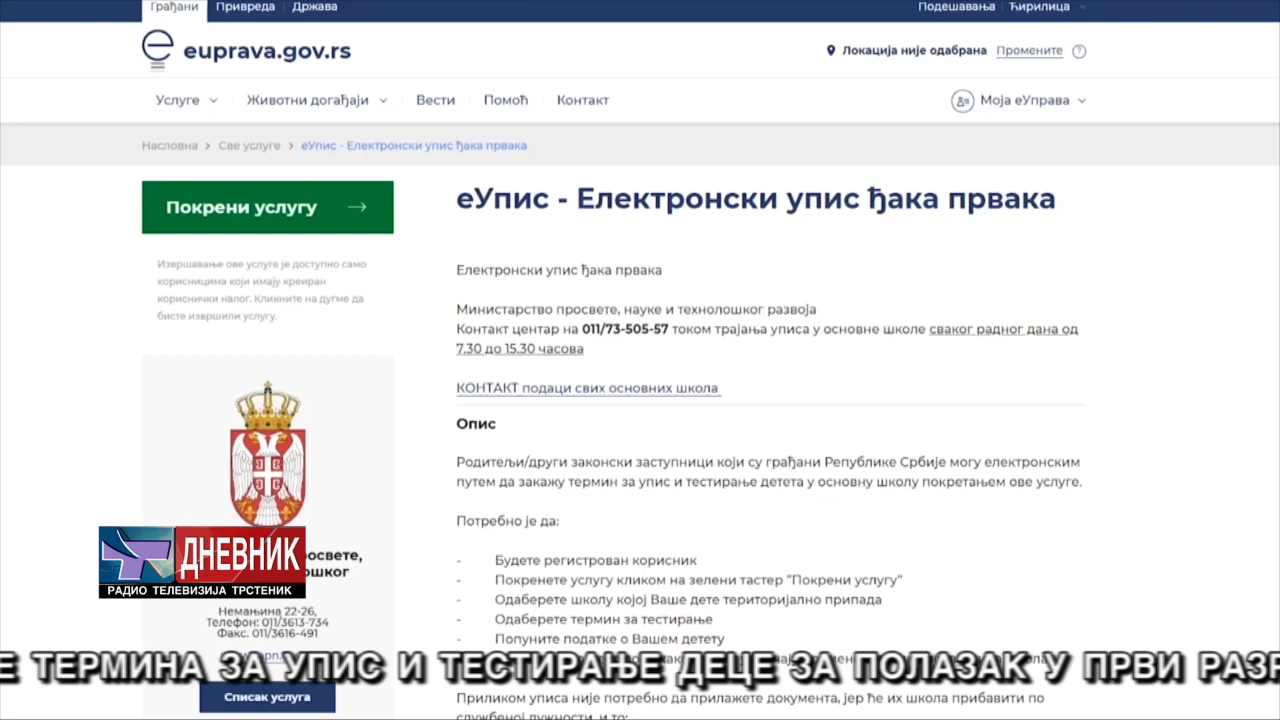 Грађани Привреда Држава Подешавања Ћирилица
euprava.gov.rs Локација није одабрана Промените ?
Услуге Животни догађаји Вести Помоћ Контакт Моја еУправа
Насловна > Све услуге > еУпис - Електронски упис ђака првака
Покрени услугу →
Извршавање ове услуге је доступно само
корисницима који имају креиран
кориснички налог. Кликните на дугме да
бисте извршили услугу.
еУпис - Електронски упис ђака првака
Електронски упис ђака првака
Министарство просвете, науке и технолошког развоја
Контакт центар на 011/73-505-57 током трајања уписа у основне школе сваког радног дана од
7.30 до 15.30 часова
КОНТАКТ подаци свих основних школа
Опис
Родитељи/други законски заступници који су грађани Републике Србије могу електронским
путем да закажу термин за упис и тестирање детета у основну школу покретањем ове услуге.
Потребно је да:
- Будете регистрован корисник
- Покренете услугу кликом на зелени тастер "Покрени услугу"
- Одаберете школу којој Ваше дете територијално припада
- Одаберете термин за тестирање
- Попуните податке о Вашем детету
Приликом уписа није потребно да прилажете документа, јер ће их школа прибавити по
службеној дужности, и то:
осветe,
ошког
Немањина 22-26,
Телефон: 011/3613-734
Факс. 011/3616-491
Списак услуга
ДНЕВНИК
РАДИО ТЕЛЕВИЗИЈА ТРСТЕНИК
Е ТЕРМИНА ЗА УПИС И ТЕСТИРАЊЕ ДЕЦЕ ЗА ПОЛАЗАК У ПРВИ РАЗР